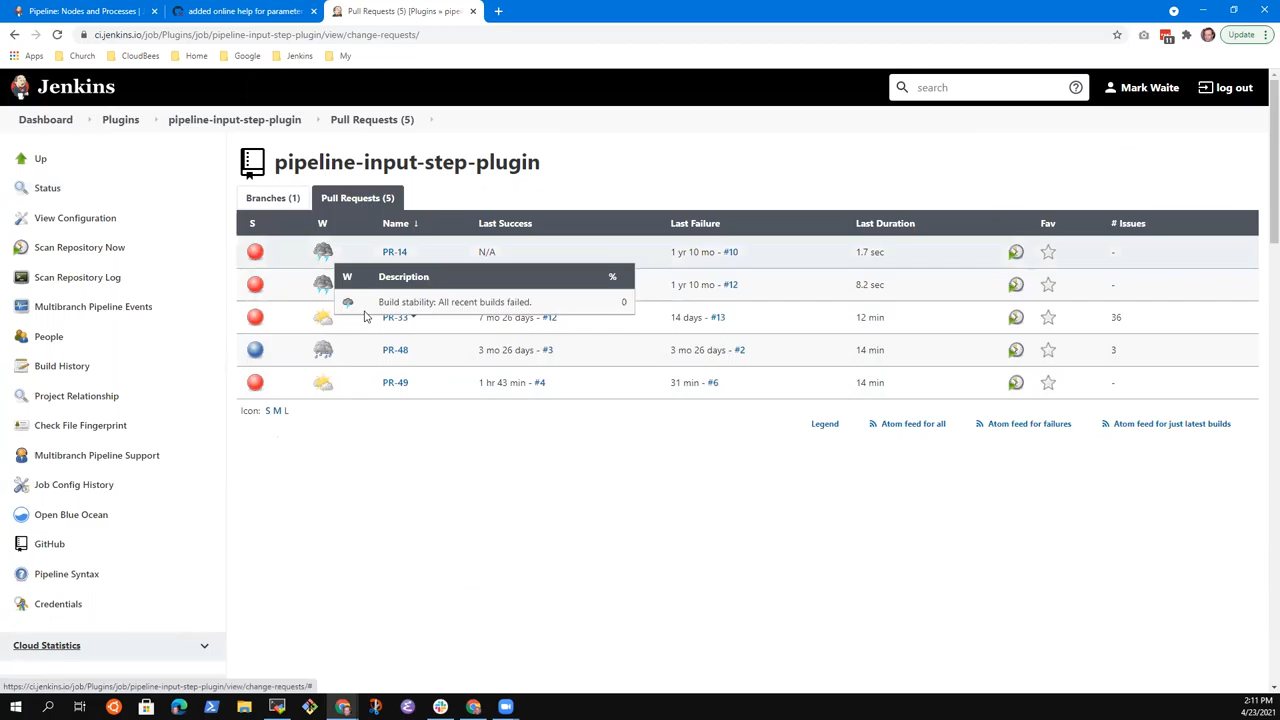 Pipeline: Nodes and Processes |
added online help for parameter
Pull Requests (5) [Plugins » pipe
ci.jenkins.io/job/Plugins/job/pipeline-input-step-plugin/view/change-requests/
11
Update
Apps
Church
CloudBees
Home
Google
Jenkins
My
Jenkins
search
Mark Waite
log out
Dashboard
Plugins
pipeline-input-step-plugin
Pull Requests (5)
Up
Status
View Configuration
Scan Repository Now
Scan Repository Log
Multibranch Pipeline Events
People
Build History
Project Relationship
Check File Fingerprint
Multibranch Pipeline Support
Job Config History
Open Blue Ocean
GitHub
Pipeline Syntax
Credentials
Cloud Statistics
pipeline-input-step-plugin
Branches (1)
Pull Requests (5)
S W Name ↓ Last Success Last Failure Last Duration Fav # Issues
PR-14 N/A 1 yr 10 mo - #10 1.7 sec -
W Description %
1 yr 10 mo - #12 8.2 sec -
Build stability: All recent builds failed. 0
PR-33 7 mo 26 days - #12 14 days - #13 12 min 36
PR-48 3 mo 26 days - #3 3 mo 26 days - #2 14 min 3
PR-49 1 hr 43 min - #4 31 min - #6 14 min -
Icon: S M L
Legend
Atom feed for all
Atom feed for failures
Atom feed for just latest builds
https://ci.jenkins.io/job/Plugins/job/pipeline-input-step-plugin/view/change-requests/#
2:11 PM
4/23/2021